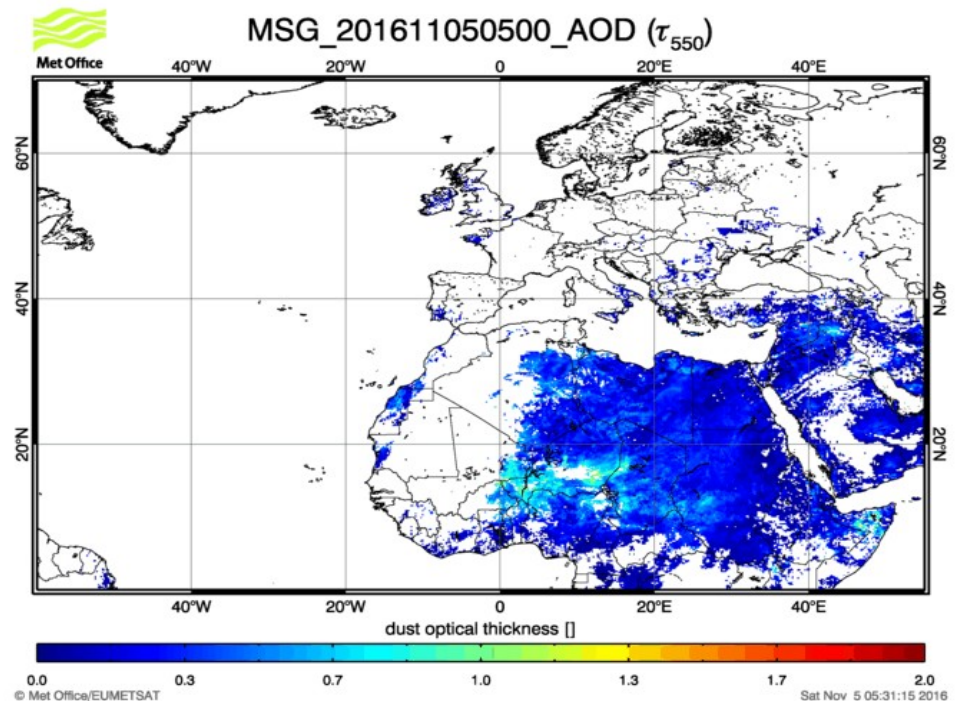 MSG_201611050500_AOD (τ550)
Met Office
40°W 20°W 0 20°E 40°E
60°N 60°N
40°N 40°N
20°N 20°N
40°W 20°W 0 20°E 40°E
dust optical thickness []
0.0 0.3 0.7 1.0 1.3 1.7 2.0
© Met Office/EUMETSAT Sat Nov 5 05:31:15 2016